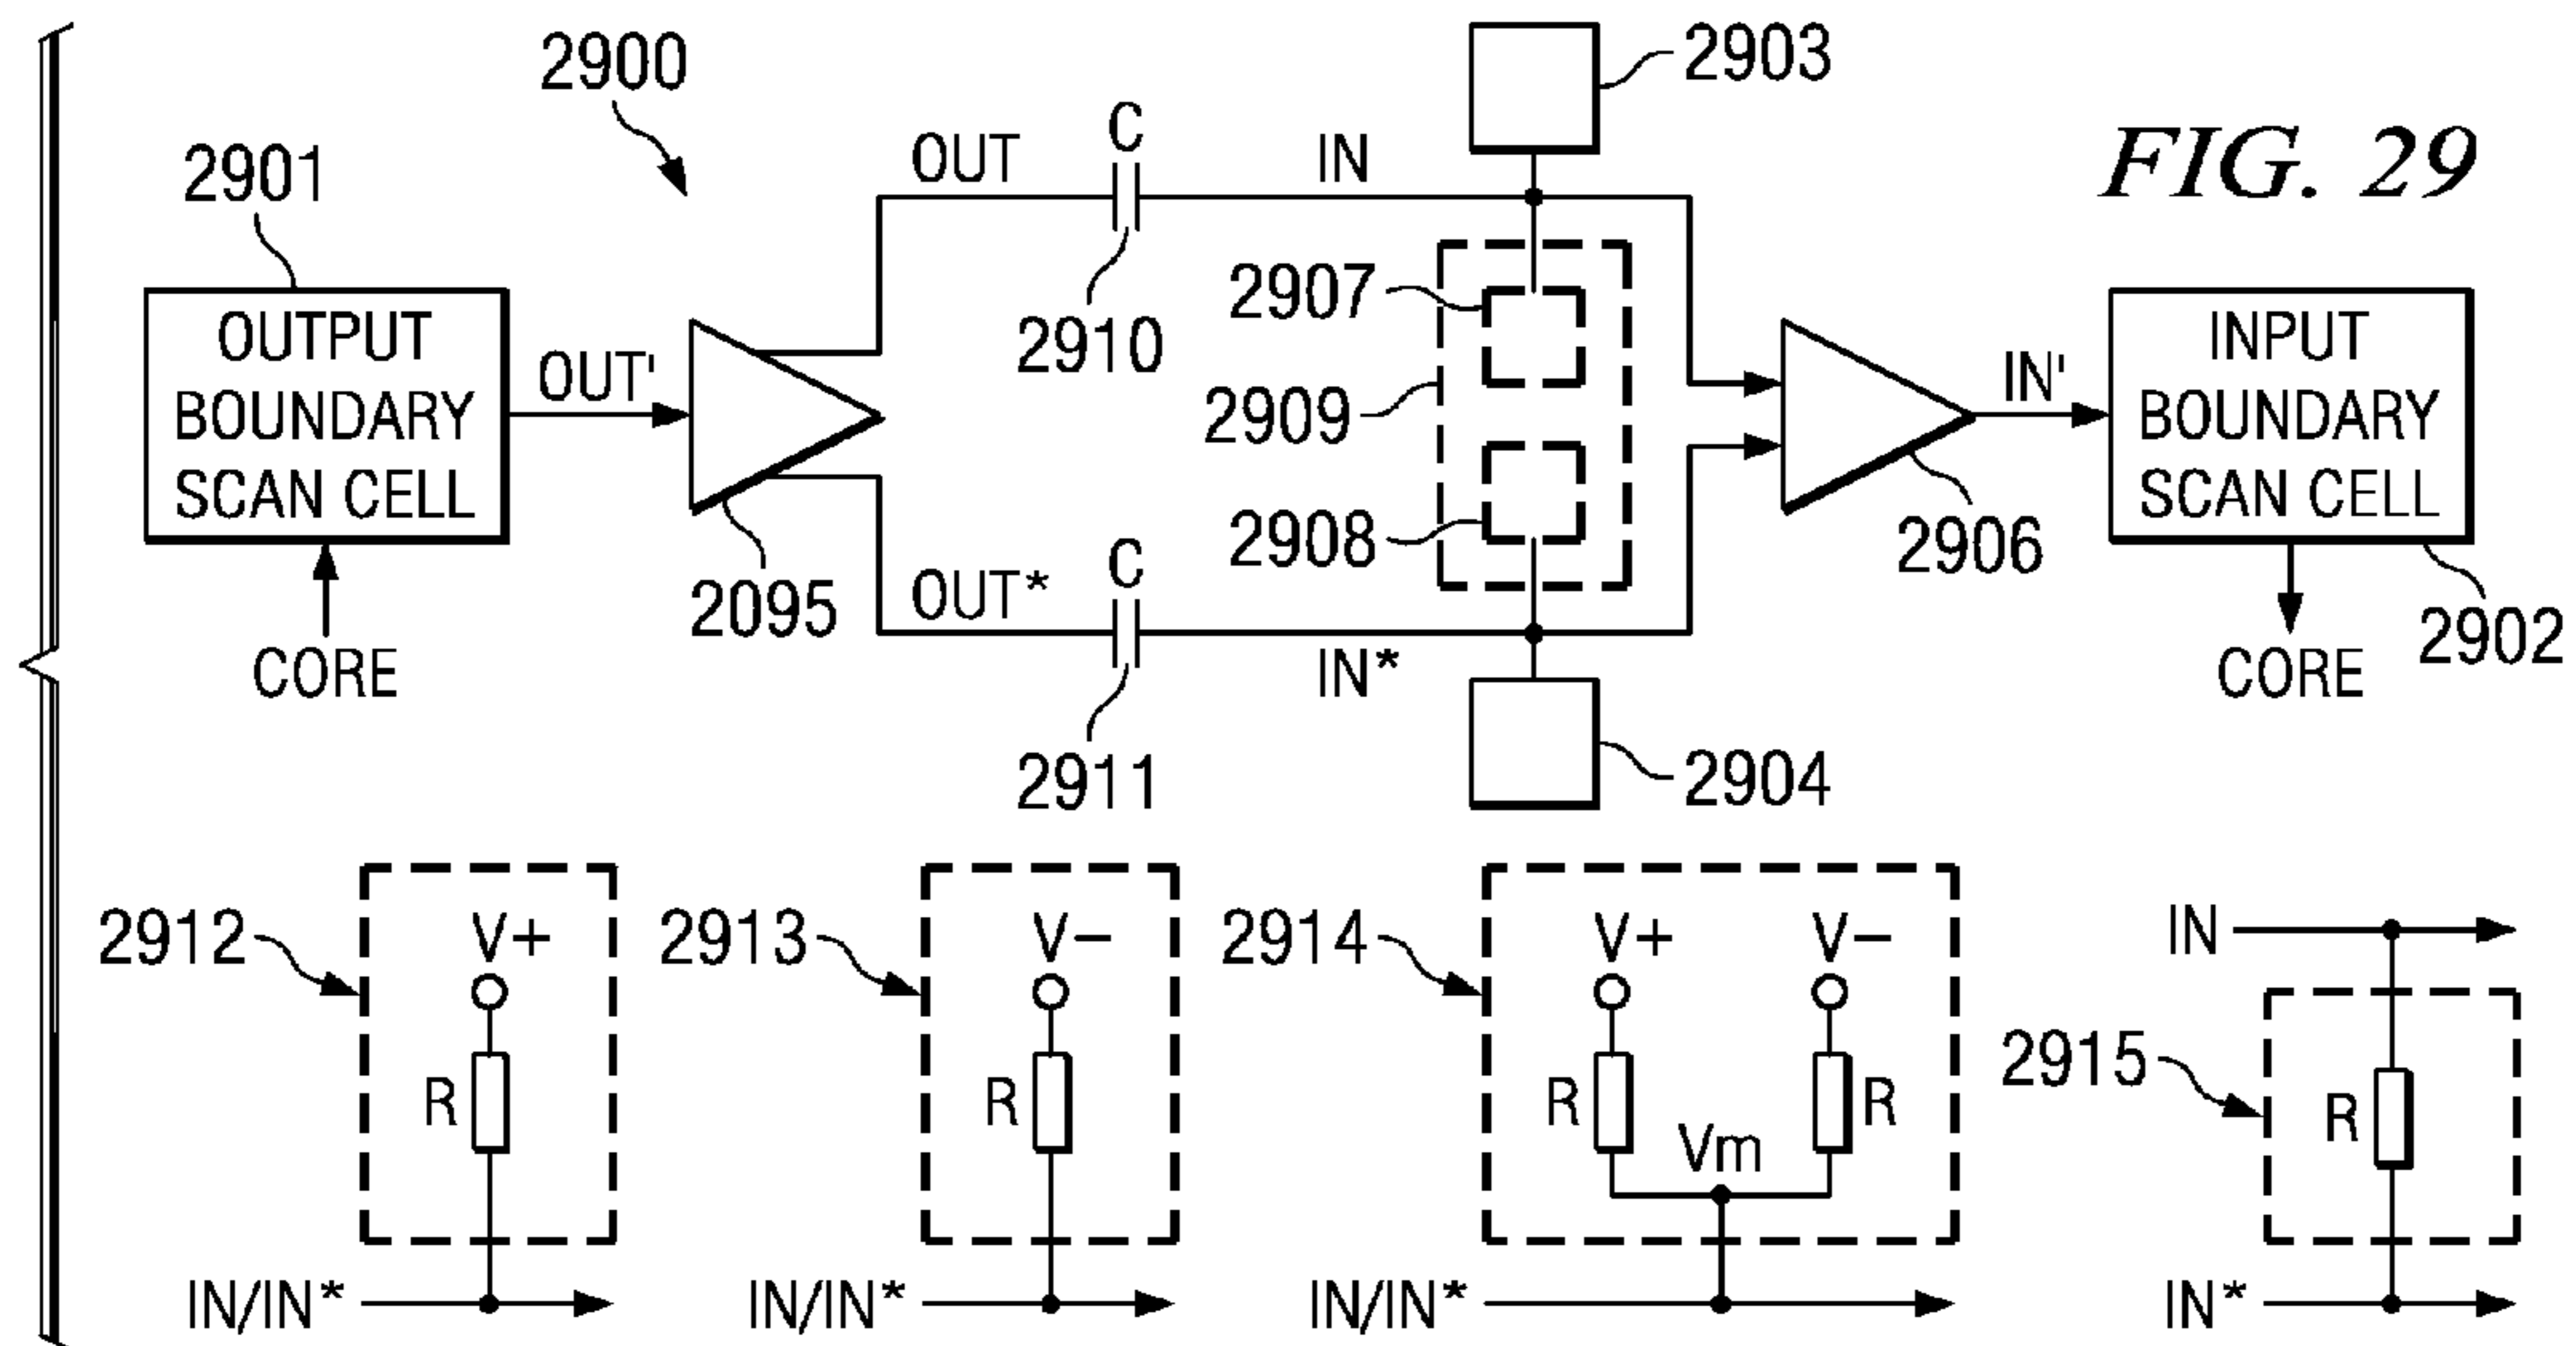 FIG. 29
2900
2903
2901
OUT
C
IN
OUTPUT
BOUNDARY
SCAN CELL
OUT'
2910
2907
2909
2908
IN'
INPUT
BOUNDARY
SCAN CELL
2906
2095
OUT*
C
IN*
CORE
2902
CORE
2911
2904
2912
V+
R
IN/IN*
2913
V–
R
IN/IN*
2914
V+
V–
R
R
Vm
IN/IN*
IN
2915
R
IN*